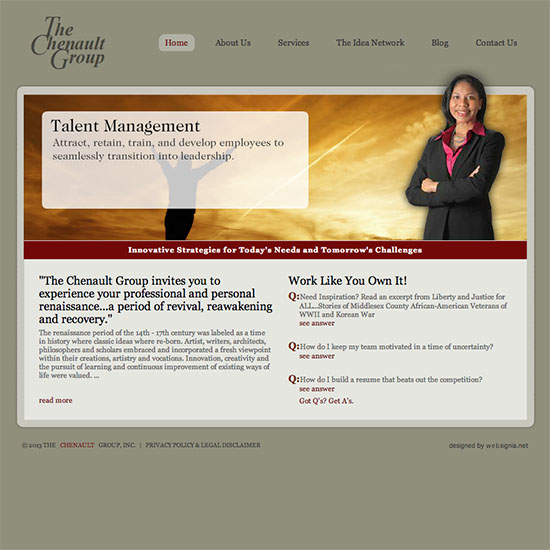 The
Chenault
Group
Home About Us Services The Idea Network Blog Contact Us
Talent Management
Attract, retain, train, and develop employees to
seamlessly transition into leadership.
Innovative Strategies for Today's Needs and Tomorrow's Challenges
"The Chenault Group invites you to
experience your professional and personal
renaissance...a period of revival, reawakening
and recovery."
The renaissance period of the 14th - 17th century was labeled as a time
in history where classic ideas where re-born. Artist, writers, architects,
philosophers and scholars embraced and incorporated a fresh viewpoint
within their creations, artistry and vocations. Innovation, creativity and
the pursuit of learning and continuous improvement of existing ways of
life were valued. ...
read more
Work Like You Own It!
Q: Need Inspiration? Read an excerpt from Liberty and Justice for
ALL...Stories of Middlesex County African-American Veterans of
WWII and Korean War
see answer
Q: How do I keep my team motivated in a time of uncertainty?
see answer
Q: How do I build a resume that beats out the competition?
see answer
Got Q's? Get A's.
© 2013 THE CHENAULT GROUP, INC. | PRIVACY POLICY & LEGAL DISCLAIMER
designed by websignia.net